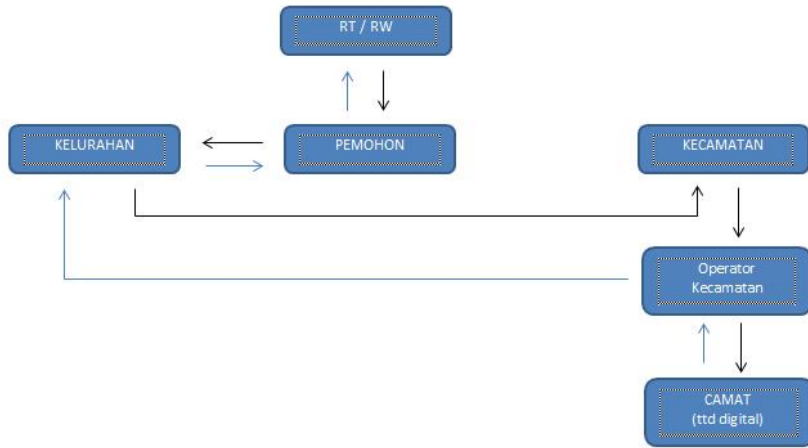 RT / RW
KELURAHAN
PEMOHON
KECAMATAN
Operator
Kecamatan
CAMAT
(ttd digital)